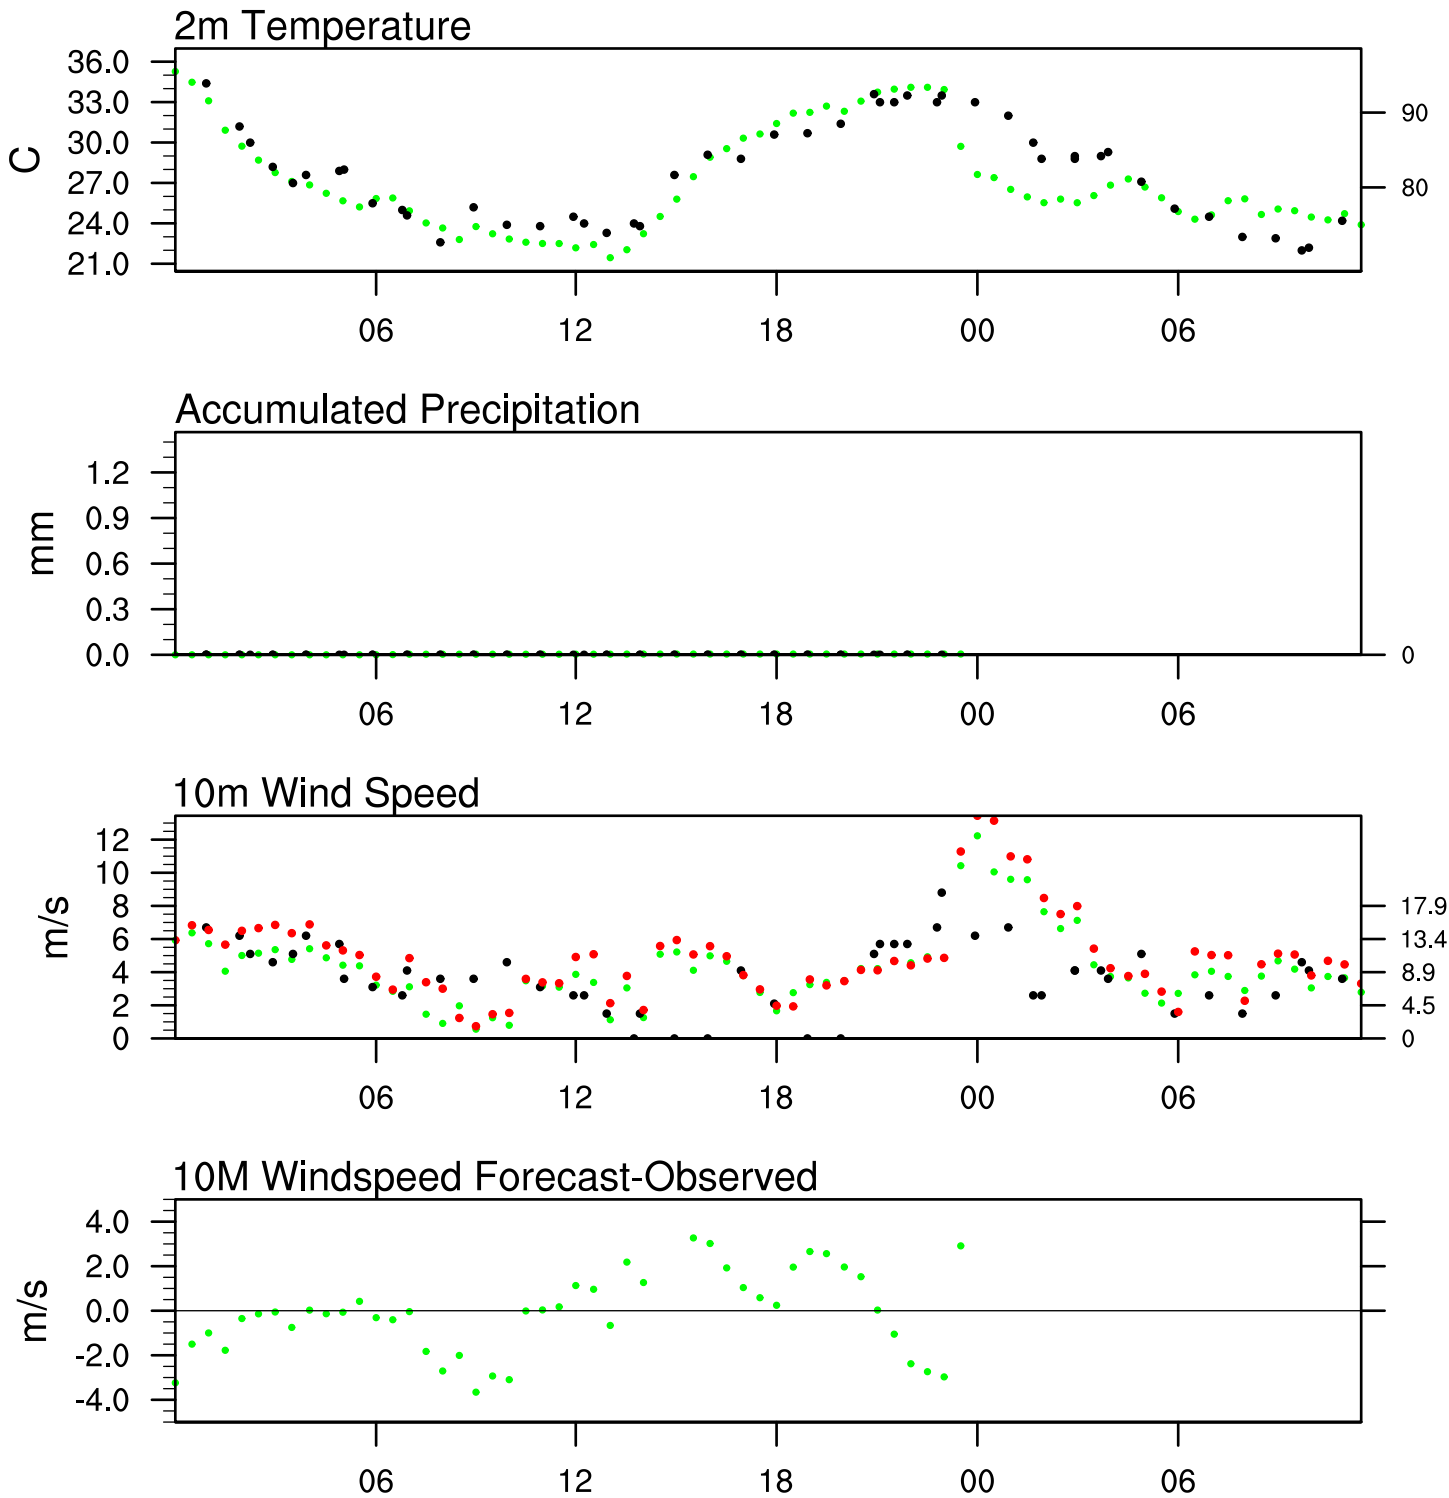 2m Temperature
36.0
33.0
30.0
27.0
24.0
21.0
C
90
80
06 12 18 00 06
Accumulated Precipitation
1.2
0.9
0.6
0.3
0.0
mm
0
06 12 18 00 06
10m Wind Speed
12
10
8
6
4
2
0
m/s
17.9
13.4
8.9
4.5
0
06 12 18 00 06
10M Windspeed Forecast-Observed
4.0
2.0
0.0
-2.0
-4.0
m/s
06 12 18 00 06